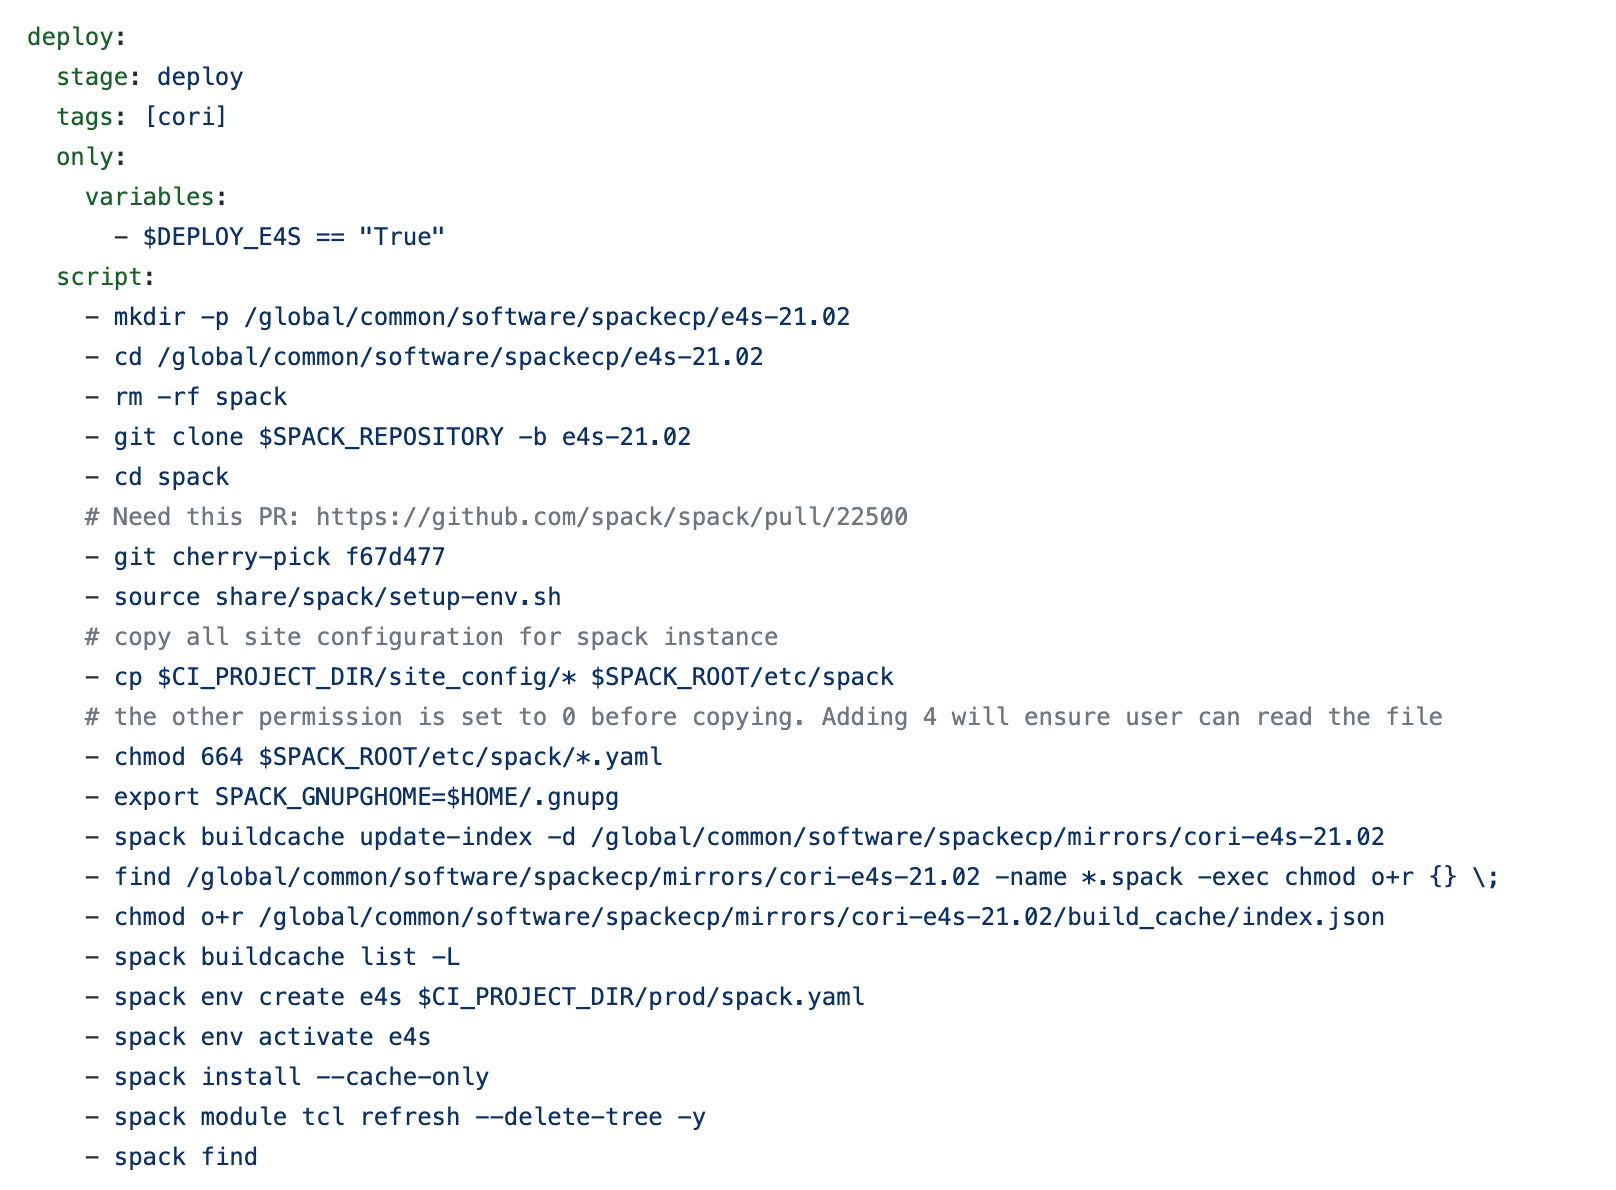 deploy:
  stage: deploy
  tags: [cori]
  only:
    variables:
      - $DEPLOY_E4S == "True"
  script:
    - mkdir -p /global/common/software/spackecp/e4s-21.02
    - cd /global/common/software/spackecp/e4s-21.02
    - rm -rf spack
    - git clone $SPACK_REPOSITORY -b e4s-21.02
    - cd spack
    # Need this PR: https://github.com/spack/spack/pull/22500
    - git cherry-pick f67d477
    - source share/spack/setup-env.sh
    # copy all site configuration for spack instance
    - cp $CI_PROJECT_DIR/site_config/* $SPACK_ROOT/etc/spack
    # the other permission is set to 0 before copying. Adding 4 will ensure user can read the file
    - chmod 664 $SPACK_ROOT/etc/spack/*.yaml
    - export SPACK_GNUPGHOME=$HOME/.gnupg
    - spack buildcache update-index -d /global/common/software/spackecp/mirrors/cori-e4s-21.02
    - find /global/common/software/spackecp/mirrors/cori-e4s-21.02 -name *.spack -exec chmod o+r {} \;
    - chmod o+r /global/common/software/spackecp/mirrors/cori-e4s-21.02/build_cache/index.json
    - spack buildcache list -L
    - spack env create e4s $CI_PROJECT_DIR/prod/spack.yaml
    - spack env activate e4s
    - spack install --cache-only
    - spack module tcl refresh --delete-tree -y
    - spack find